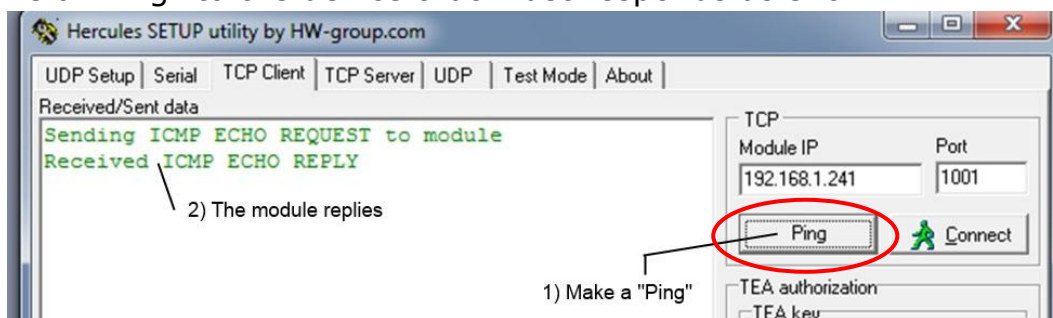 Hercules SETUP utility by HW-group.com
UDP Setup Serial TCP Client TCP Server UDP Test Mode About
Received/Sent data
Sending ICMP ECHO REQUEST to module
Received ICMP ECHO REPLY
2) The module replies
TCP
Module IP Port
192.168.1.241 1001
Ping Connect
1) Make a "Ping"
TEA authorization
TEA key